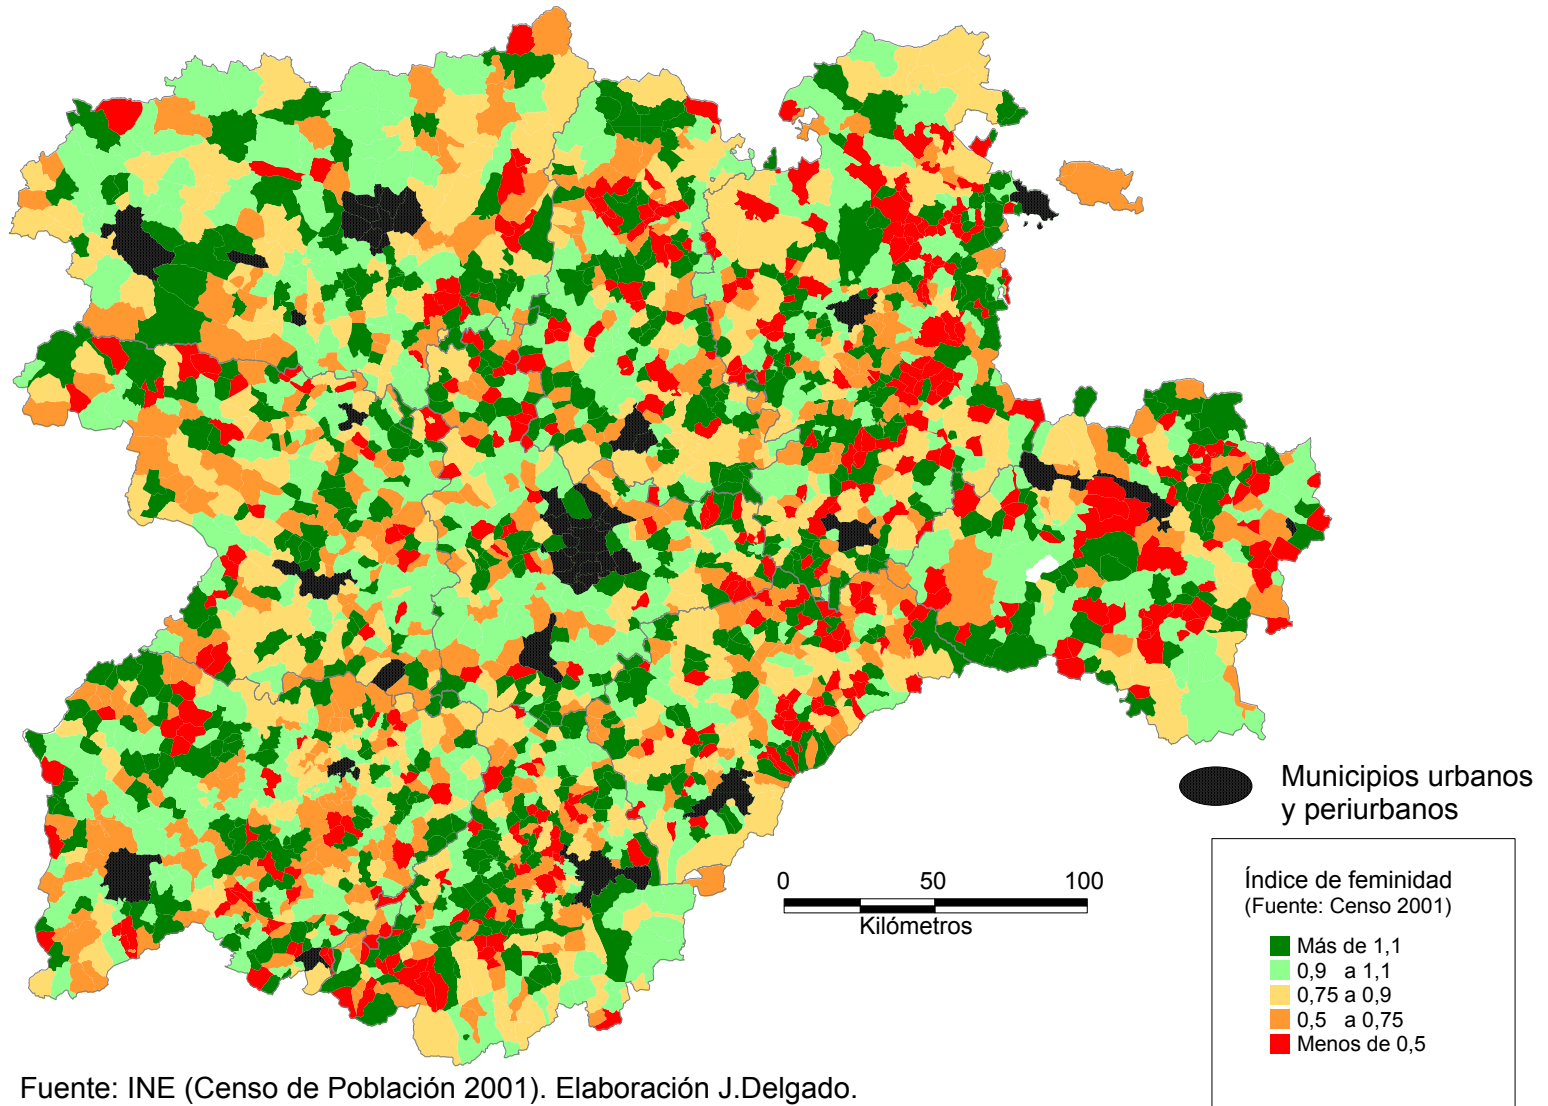 Municipios urbanos
y periurbanos
0 50 100
Kilómetros
Índice de feminidad
(Fuente: Censo 2001)
Más de 1,1
0,9 a 1,1
0,75 a 0,9
0,5 a 0,75
Menos de 0,5
Fuente: INE (Censo de Población 2001). Elaboración J.Delgado.